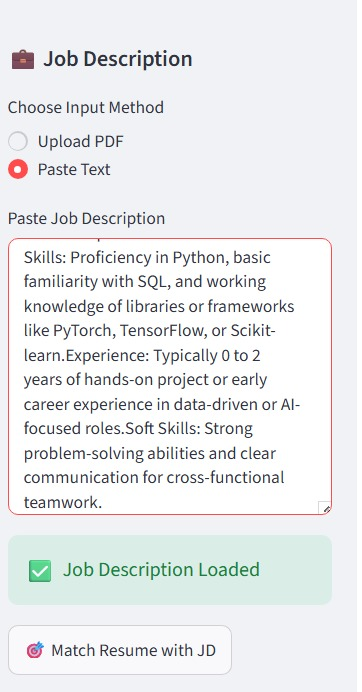 Job Description
Choose Input Method
Upload PDF
Paste Text
Paste Job Description
Skills: Proficiency in Python, basic
familiarity with SQL, and working
knowledge of libraries or frameworks
like PyTorch, TensorFlow, or Scikit-
learn.Experience: Typically 0 to 2
years of hands-on project or early
career experience in data-driven or AI-
focused roles.Soft Skills: Strong
problem-solving abilities and clear
communication for cross-functional
teamwork.
Job Description Loaded
Match Resume with JD